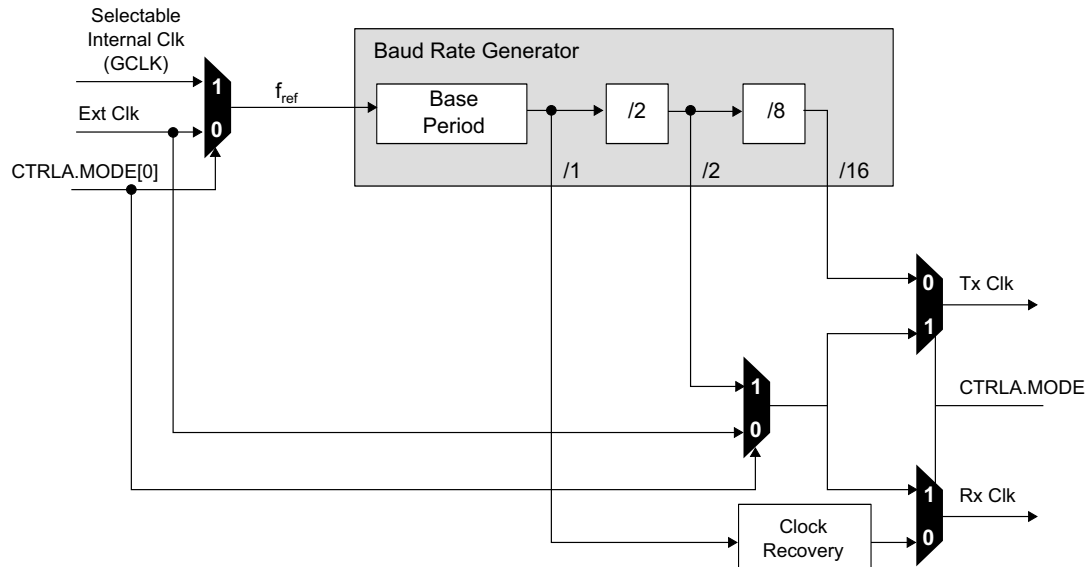 Selectable
Internal Clk
(GCLK)
Baud Rate Generator
1
f_ref
Base
Period
/2
/8
Ext Clk
0
CTRLA.MODE[0]
/1
/2
/16
0
Tx Clk
1
1
CTRLA.MODE
0
1
Rx Clk
Clock
Recovery
0